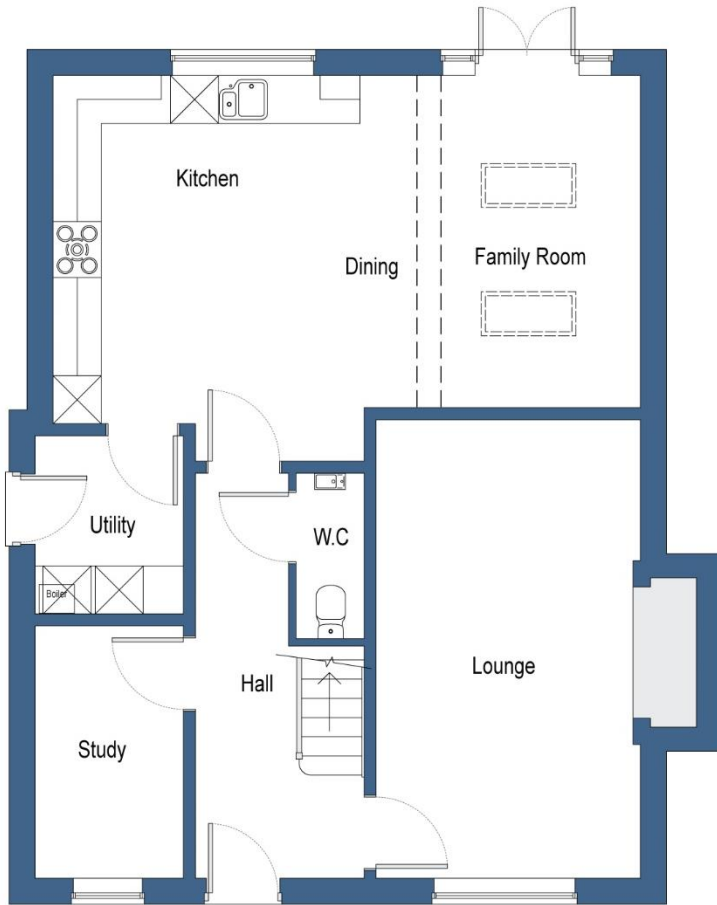 Kitchen
Dining
Family Room
Utility
W.C
Boiler
Hall
Lounge
Study